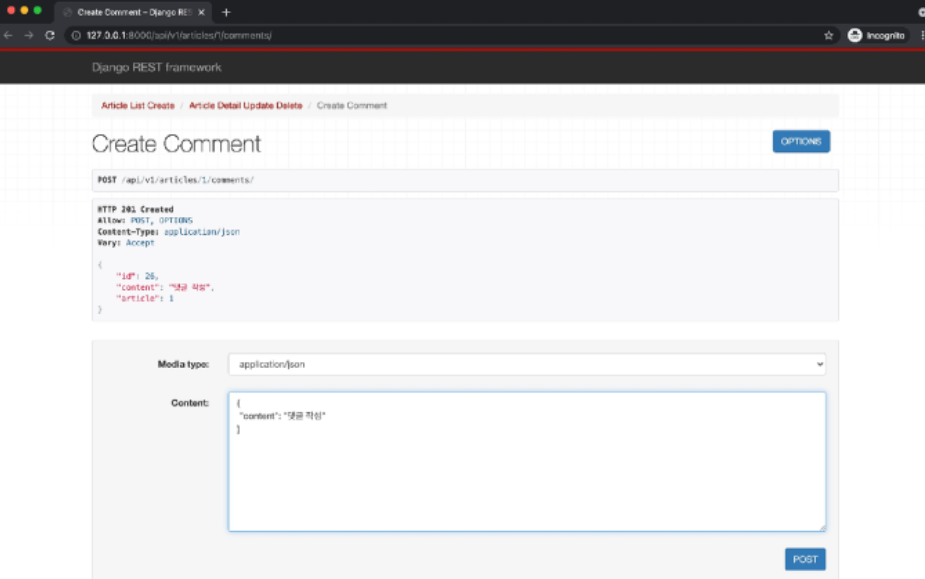 Create Comment – Django RES
127.0.0.1:8000/api/v1/articles/1/comments/
Incognito
Django REST framework
Article List Create / Article Detail Update Delete / Create Comment
Create Comment
OPTIONS
POST /api/v1/articles/1/comments/
HTTP 201 Created
Allow: POST, OPTIONS
Content-Type: application/json
Vary: Accept
{
"id": 26,
"content": "댓글 작성",
"article": 1
}
Media type:
application/json
Content:
{
"content": "댓글 작성"
}
POST